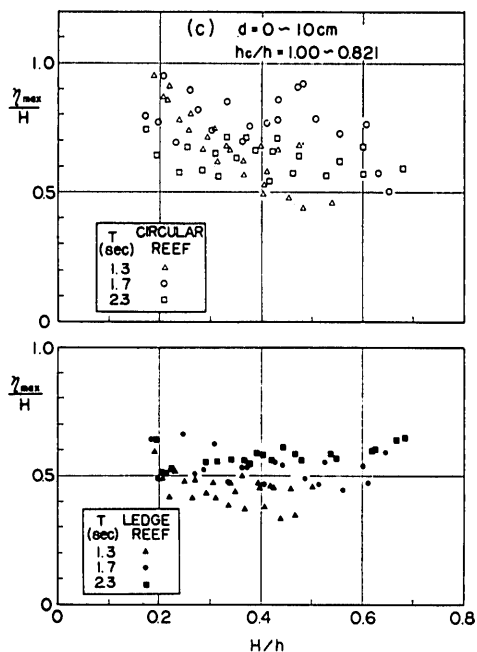 (c) d = 0 ~ 10cm
hc/h = 1.00 ~ 0.821
1.0
ηmax
H
0.5
T CIRCULAR
(sec) REEF
1.3 △
1.7 ○
2.3 □
0
1.0
ηmax
H
0.5
T LEDGE
(sec) REEF
1.3 ▲
1.7 ●
2.3 ■
0
0 0.2 0.4 0.6 0.8
H/h